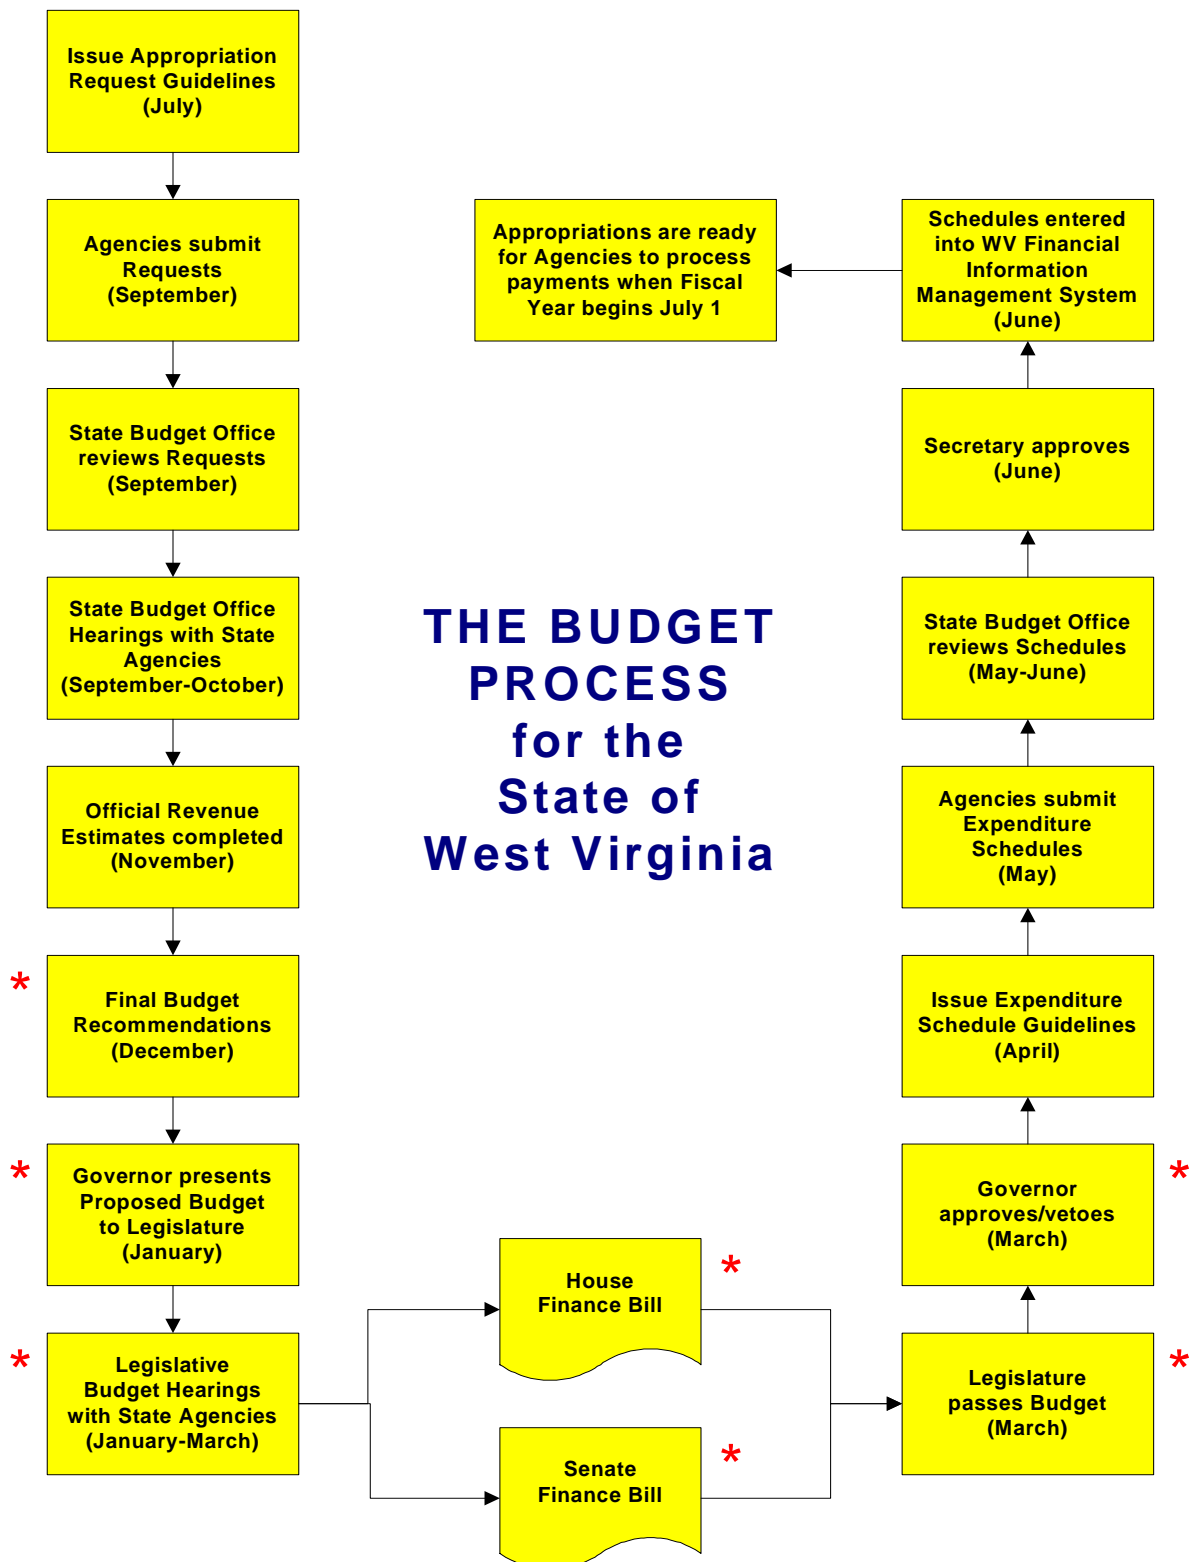 Issue Appropriation
Request Guidelines
(July)
Agencies submit
Requests
(September)
State Budget Office
reviews Requests
(September)
State Budget Office
Hearings with State
Agencies
(September-October)
Official Revenue
Estimates completed
(November)
*
Final Budget
Recommendations
(December)
*
Governor presents
Proposed Budget
to Legislature
(January)
*
Legislative
Budget Hearings
with State Agencies
(January-March)
THE BUDGET
PROCESS
for the
State of
West Virginia
House
Finance Bill
*
Senate
Finance Bill
*
Legislature
passes Budget
(March)
*
Governor
approves/vetoes
(March)
*
Issue Expenditure
Schedule Guidelines
(April)
Agencies submit
Expenditure
Schedules
(May)
State Budget Office
reviews Schedules
(May-June)
Secretary approves
(June)
Schedules entered
into WV Financial
Information
Management System
(June)
Appropriations are ready
for Agencies to process
payments when Fiscal
Year begins July 1